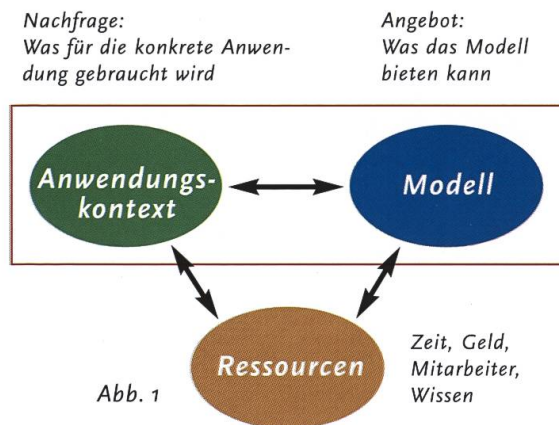 Nachfrage:
Was für die konkrete Anwen-
dung gebraucht wird
Angebot:
Was das Modell
bieten kann
Anwendungs-
kontext
Modell
Ressourcen
Zeit, Geld,
Mitarbeiter,
Wissen
Abb. 1